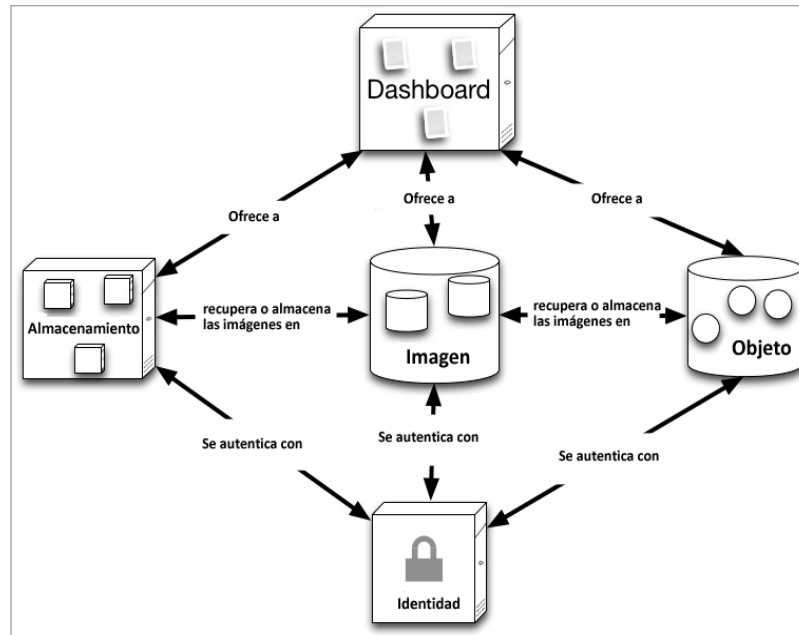 Dashboard
Ofrece a
Ofrece a
Ofrece a
Almacenamiento
recupera o almacena
las imágenes en
Imagen
recupera o almacena
las imágenes en
Objeto
Se autentica con
Se autentica con
Se autentica con
Identidad